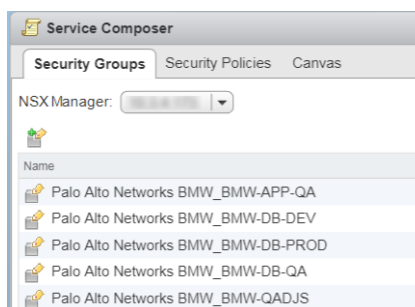 Service Composer
Security Groups Security Policies Canvas
NSX Manager:
Name
Palo Alto Networks BMW_BMW-APP-QA
Palo Alto Networks BMW_BMW-DB-DEV
Palo Alto Networks BMW_BMW-DB-PROD
Palo Alto Networks BMW_BMW-DB-QA
Palo Alto Networks BMW_BMW-QADJS